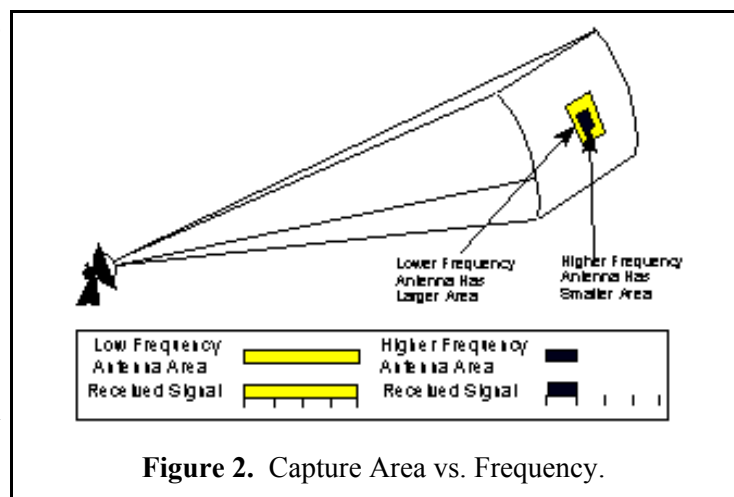 Lower Frequency
Antenna Has
Larger Area
Higher Frequency
Antenna Has
Smaller Area
Low Frequency
Antenna Area
Received Signal
Higher Frequency
Antenna Area
Received Signal
Figure 2. Capture Area vs. Frequency.